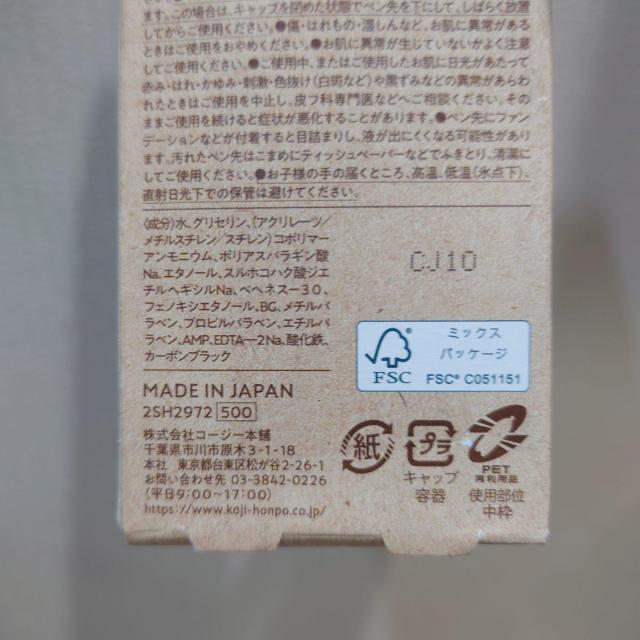 す。この場合は、キャップを閉めた状態でペン先を下にして、しばらく放置
してからご使用ください。●傷・はれもの・湿しんなど、お肌に異常がある
ときはご使用をおやめください。●お肌に異常が生じていないかよく注意
してご使用ください。●ご使用中、またはご使用したお肌に日光があたって
赤み・はれ・かゆみ・刺激・色抜け(白斑など)や黒ずみなどの異常があらわ
れたときはご使用を中止し、皮フ科専門医などへご相談ください。その
ままご使用を続けると症状が悪化することがあります。●ペン先にファン
デーションなどが付着すると目詰まりし、液が出にくくなる可能性があり
ます。汚れたペン先はこまめにティッシュペーパーなどでふきとり、清潔に
してご使用ください。●お子様の手の届くところ、高温、低温(氷点下)、
直射日光下での保管は避けてください。
(成分)水、グリセリン、(アクリレーツ/
メチルスチレン/スチレン)コポリマー
アンモニウム、ポリアスパラギン酸
Na、エタノール、スルホコハク酸ジエ
チルヘキシルNa、ベヘネス-30、
フェノキシエタノール、BG、メチルパ
ラベン、プロピルパラベン、エチルパ
ラベン、AMP、EDTA-2Na、酸化鉄、
カーボンブラック
CJ10
ミックス
パッケージ
FSC
FSC® C051151
MADE IN JAPAN
2SH2972 500
株式会社コージー本舗
千葉県市川市原木3-1-18
本社 東京都台東区松が谷2-26-1
お問い合わせ先 03-3842-0226
(平日9:00~17:00)
https://www.koji-honpo.co.jp/
紙
プラ
キャップ
容器
PET
再利用品
使用部位
中枠